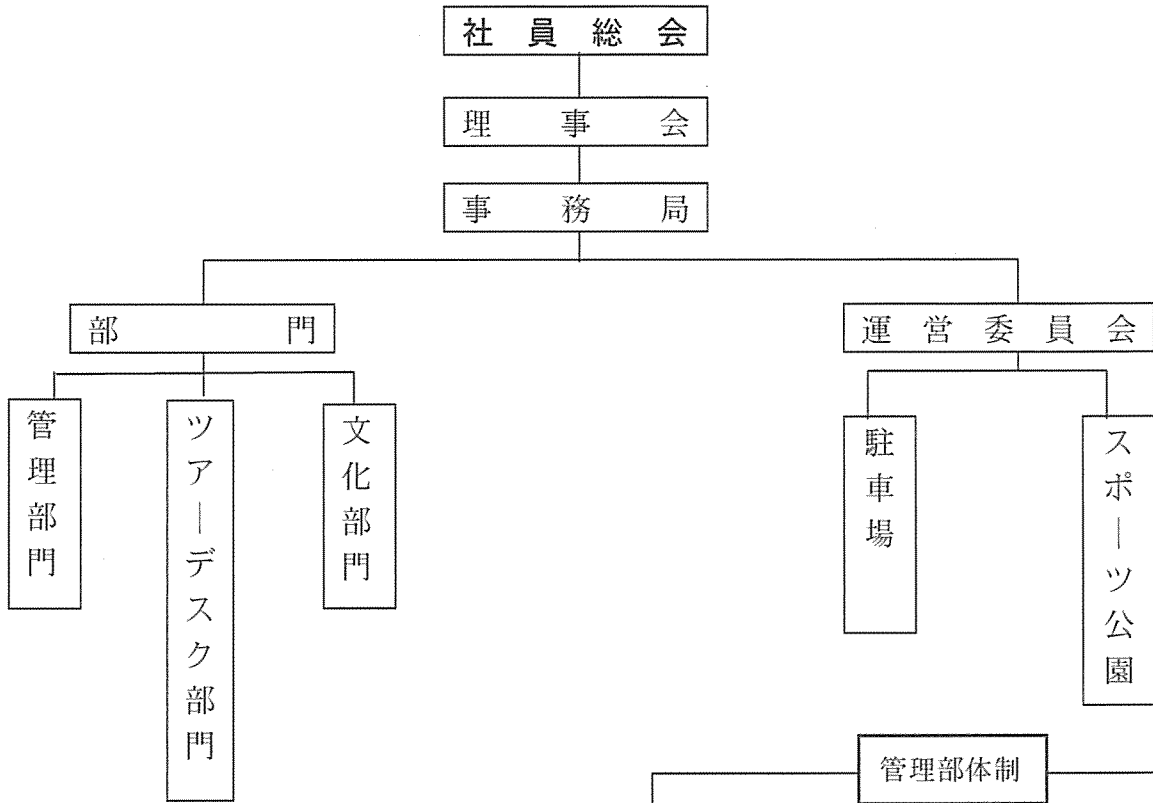 社員総会
理事会
事務局
部門
運営委員会
管理部門
ツアーデスク部門
文化部門
駐車場
スポーツ公園
管理部体制